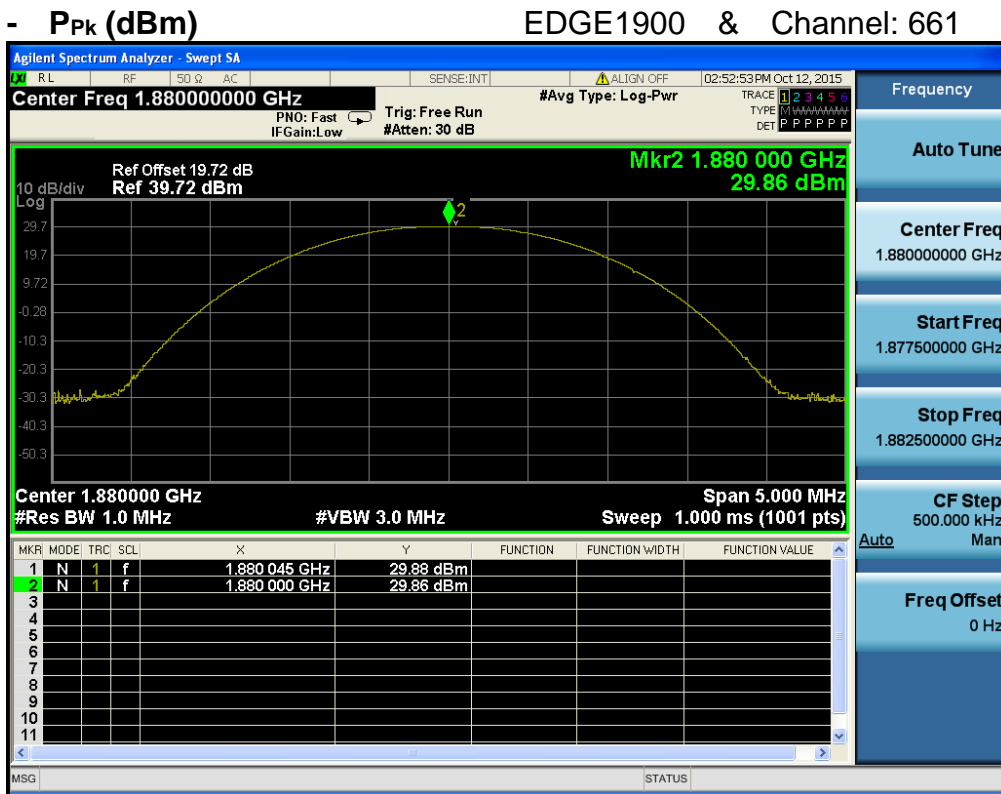 - PPk (dBm) EDGE1900 & Channel: 661
Agilent Spectrum Analyzer - Swept SA
LXI RL RF 50 Ω AC SENSE:INT ALIGN OFF 02:52:53PM Oct 12, 2015
Center Freq 1.880000000 GHz #Avg Type: Log-Pwr TRACE 1 2 3 4 5 6
PNO: Fast Trig: Free Run TYPE M WWWWW
IFGain:Low #Atten: 30 dB DET P P P P P P
Frequency
Auto Tune
Center Freq
1.880000000 GHz
Start Freq
1.877500000 GHz
Stop Freq
1.882500000 GHz
CF Step
500.000 kHz
Auto Man
Freq Offset
0 Hz
Mkr2 1.880 000 GHz
29.86 dBm
Ref Offset 19.72 dB
10 dB/div Ref 39.72 dBm
Log
2
29.7
19.7
9.72
-0.28
-10.3
-20.3
-30.3
-40.3
-50.3
Center 1.880000 GHz Span 5.000 MHz
#Res BW 1.0 MHz #VBW 3.0 MHz Sweep 1.000 ms (1001 pts)
MKR MODE TRC SCL X Y FUNCTION FUNCTION WIDTH FUNCTION VALUE
1 N 1 f 1.880 045 GHz 29.88 dBm
2 N 1 f 1.880 000 GHz 29.86 dBm
3
4
5
6
7
8
9
10
11
MSG STATUS